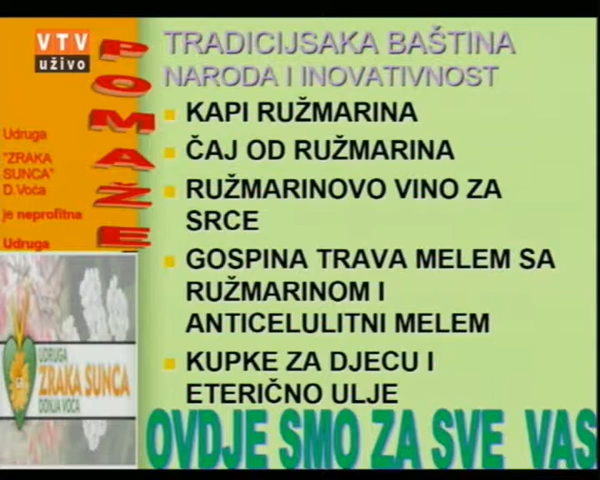 VTV
uživo
POMAŽE
Udruga
"ZRAKA
SUNCA"
D.Voća
je neprofitna
Udruga
UDRUGA
ZRAKA SUNCA
DONJA VOĆA
TRADICIJSAKA BAŠTINA
NARODA I INOVATIVNOST
KAPI RUŽMARINA
ČAJ OD RUŽMARINA
RUŽMARINOVO VINO ZA
SRCE
GOSPINA TRAVA MELEM SA
RUŽMARINOM I
ANTICELULITNI MELEM
KUPKE ZA DJECU I
ETERIČNO ULJE
OVDJE SMO ZA SVE VAS